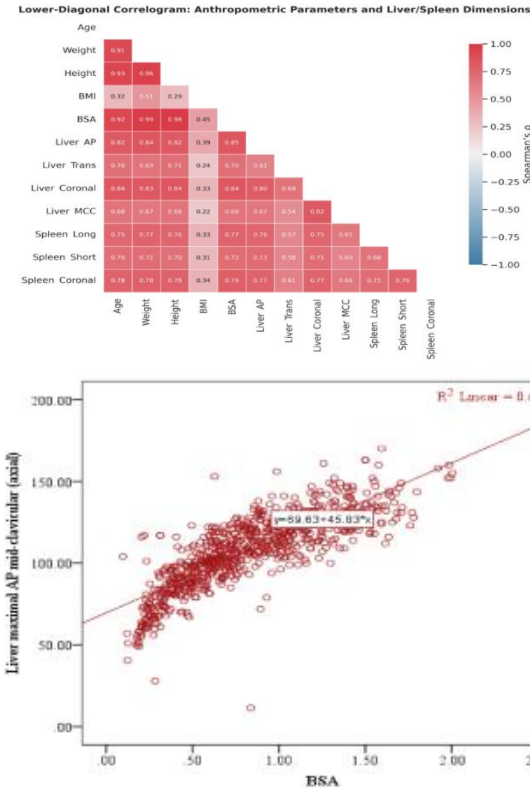 Lower-Diagonal Correlogram: Anthropometric Parameters and Liver/Spleen Dimensions
Age
Weight 0.91
Height 0.93 0.96
BMI 0.32 0.51 0.29
BSA 0.92 0.99 0.98 0.45
Liver AP 0.82 0.84 0.82 0.39 0.85
Liver Trans 0.70 0.69 0.71 0.24 0.70 0.61
Liver Coronal 0.84 0.83 0.84 0.33 0.84 0.80 0.69
Liver MCC 0.68 0.67 0.68 0.22 0.68 0.67 0.54 0.82
Spleen Long 0.75 0.77 0.76 0.33 0.77 0.76 0.57 0.75 0.65
Spleen Short 0.70 0.72 0.70 0.31 0.72 0.73 0.58 0.71 0.60 0.66
Spleen Coronal 0.78 0.78 0.78 0.34 0.79 0.77 0.61 0.77 0.66 0.71 0.76
Age Weight Height BMI BSA Liver AP Liver Trans Liver Coronal Liver MCC Spleen Long Spleen Short Spleen Coronal
1.00
0.75
0.50
0.25
0.00
−0.25
−0.50
−0.75
−1.00
Spearman's ρ
R² Linear = 0.
200.00
150.00
100.00
50.00
.00
Liver maximal AP mid-clavicular (axial)
y=69.63+45.83*x
.00 .50 1.00 1.50 2.00 2
BSA